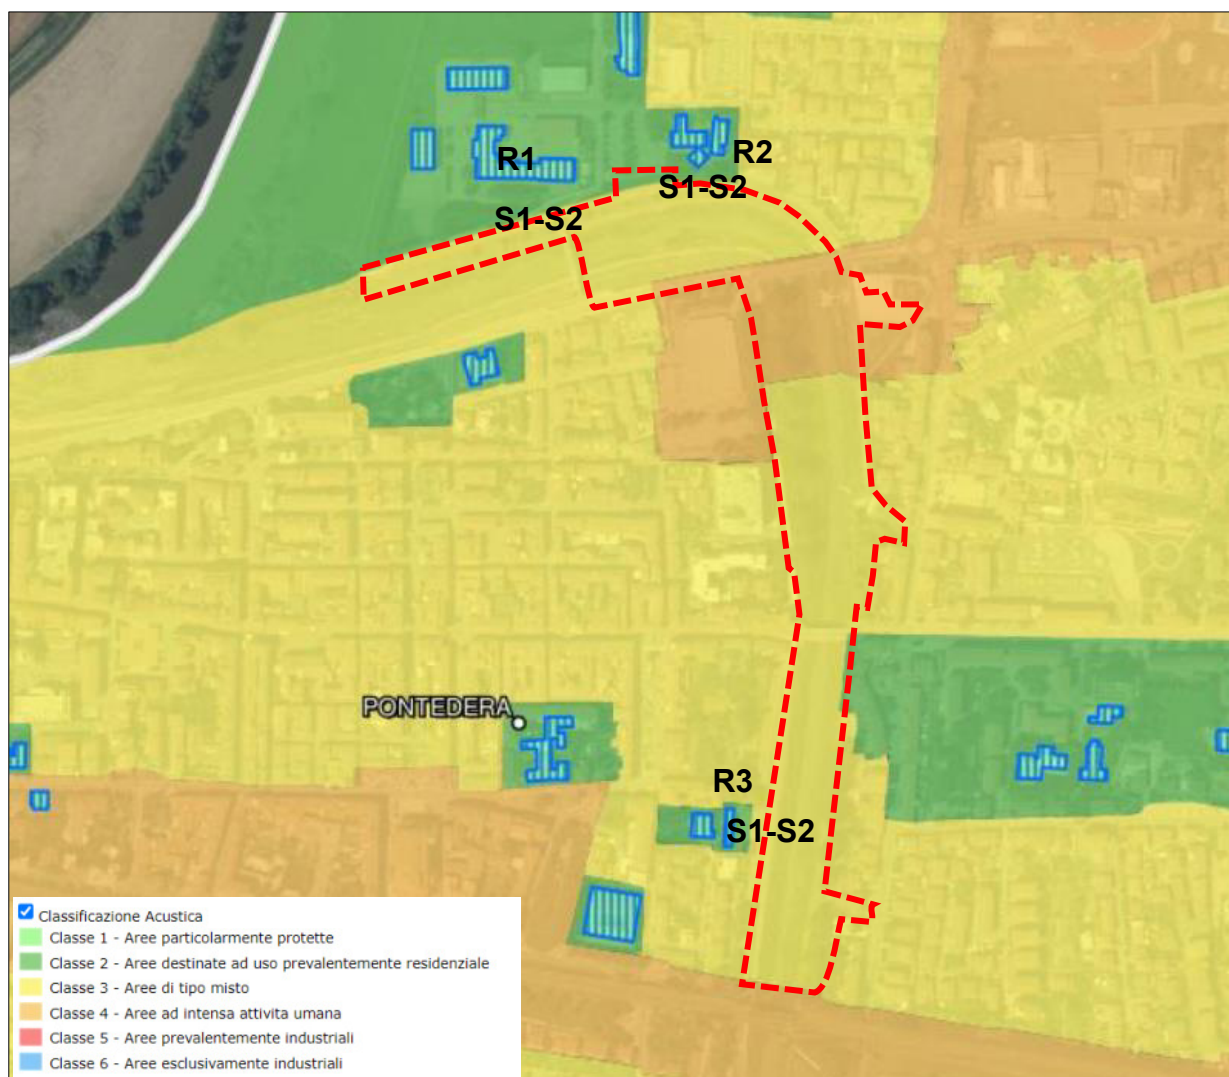 R1
R2
S1-S2
S1-S2
PONTEDERA
R3
S1-S2
Classificazione Acustica
Classe 1 - Aree particolarmente protette
Classe 2 - Aree destinate ad uso prevalentemente residenziale
Classe 3 - Aree di tipo misto
Classe 4 - Aree ad intensa attivita umana
Classe 5 - Aree prevalentemente industriali
Classe 6 - Aree esclusivamente industriali